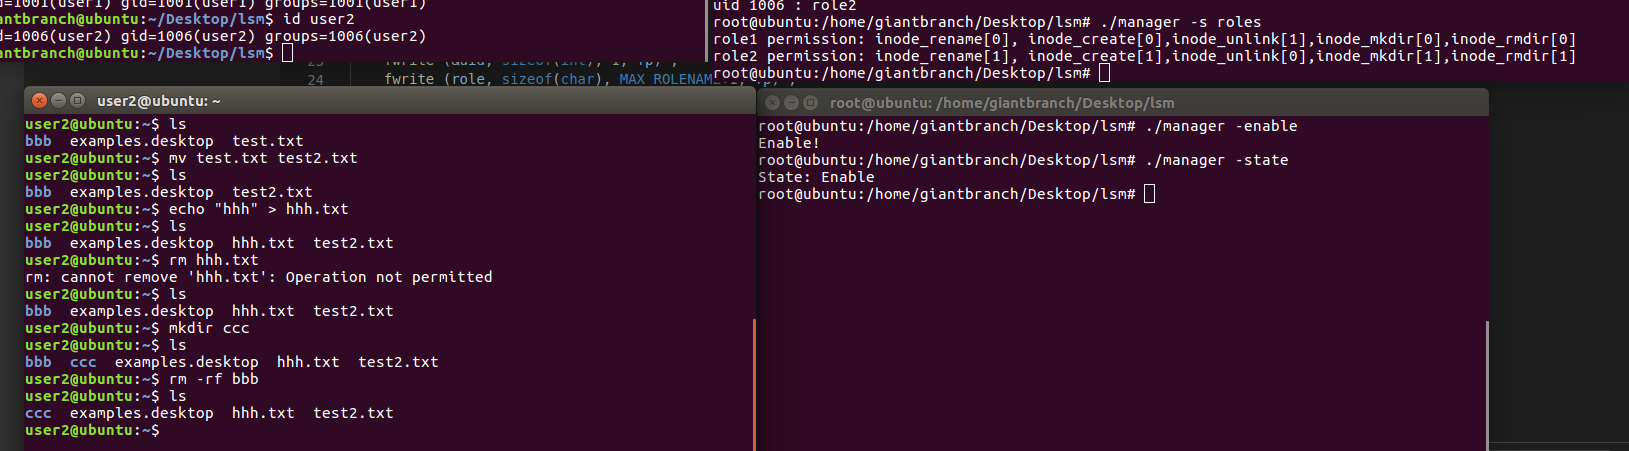 d=1001(user1) gid=1001(user1) groups=1001(user1)
antbranch@ubuntu:~/Desktop/lsm$ id user2
d=1006(user2) gid=1006(user2) groups=1006(user2)
antbranch@ubuntu:~/Desktop/lsm$
uid 1006 : role2
root@ubuntu:/home/giantbranch/Desktop/lsm# ./manager -s roles
role1 permission: inode_rename[0], inode_create[0],inode_unlink[1],inode_mkdir[0],inode_rmdir[0]
role2 permission: inode_rename[1], inode_create[1],inode_unlink[0],inode_mkdir[1],inode_rmdir[1]
root@ubuntu:/home/giantbranch/Desktop/lsm#
24 fwrite (role, sizeof(char), MAX_ROLENAME
user2@ubuntu: ~
user2@ubuntu:~$ ls
bbb examples.desktop test.txt
user2@ubuntu:~$ mv test.txt test2.txt
user2@ubuntu:~$ ls
bbb examples.desktop test2.txt
user2@ubuntu:~$ echo "hhh" > hhh.txt
user2@ubuntu:~$ ls
bbb examples.desktop hhh.txt test2.txt
user2@ubuntu:~$ rm hhh.txt
rm: cannot remove 'hhh.txt': Operation not permitted
user2@ubuntu:~$ ls
bbb examples.desktop hhh.txt test2.txt
user2@ubuntu:~$ mkdir ccc
user2@ubuntu:~$ ls
bbb ccc examples.desktop hhh.txt test2.txt
user2@ubuntu:~$ rm -rf bbb
user2@ubuntu:~$ ls
ccc examples.desktop hhh.txt test2.txt
user2@ubuntu:~$
root@ubuntu: /home/giantbranch/Desktop/lsm
root@ubuntu:/home/giantbranch/Desktop/lsm# ./manager -enable
Enable!
root@ubuntu:/home/giantbranch/Desktop/lsm# ./manager -state
State: Enable
root@ubuntu:/home/giantbranch/Desktop/lsm#